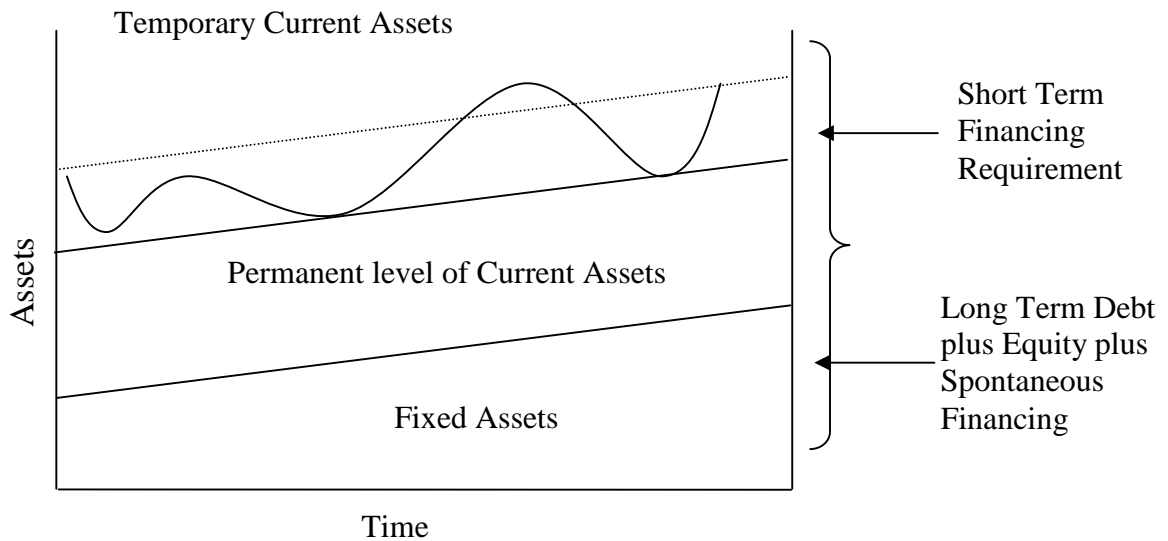 Temporary Current Assets
Short Term
Financing
Requirement
Assets
Permanent level of Current Assets
Long Term Debt
plus Equity plus
Spontaneous
Financing
Fixed Assets
Time